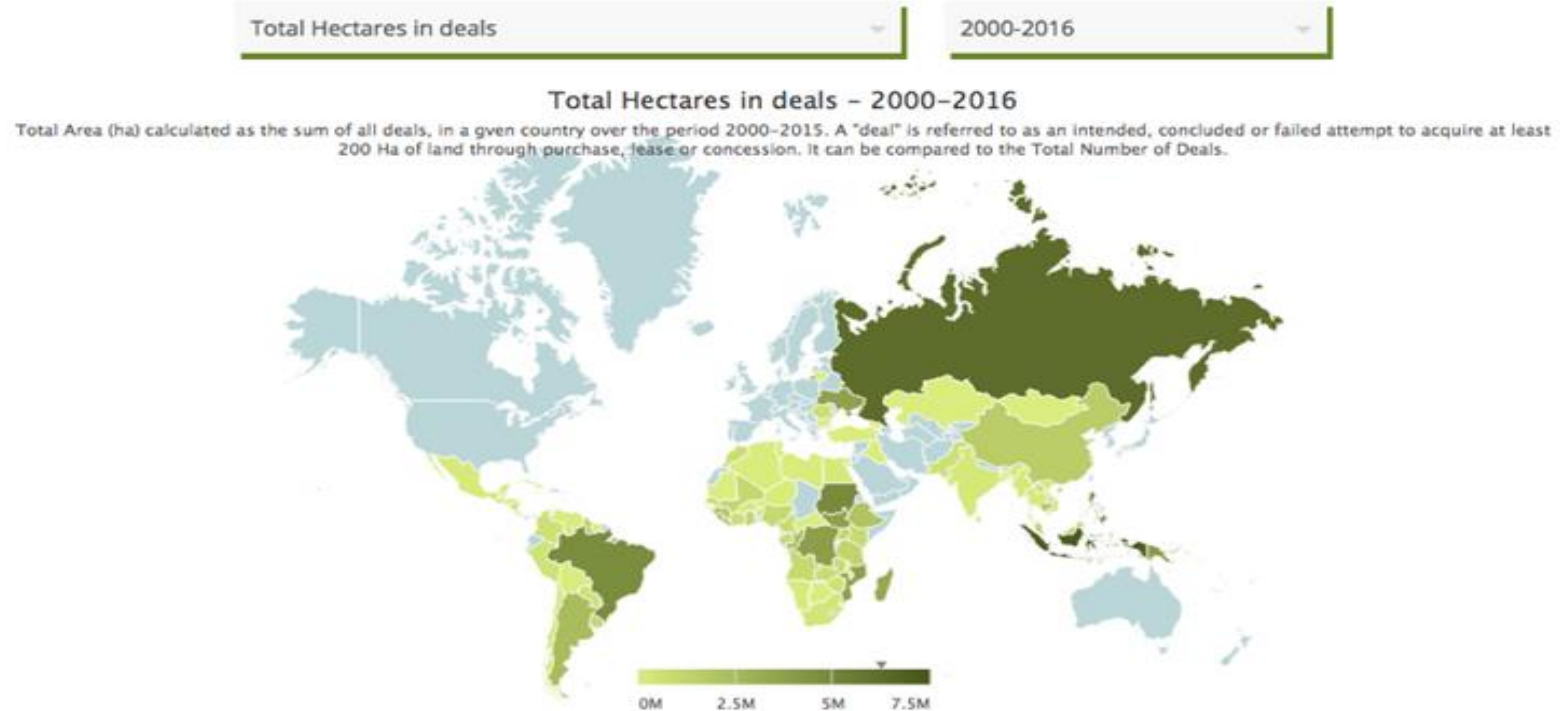 Total Hectares in deals
2000-2016
Total Hectares in deals – 2000–2016
Total Area (ha) calculated as the sum of all deals, in a gven country over the period 2000–2015. A "deal" is referred to as an intended, concluded or failed attempt to acquire at least
200 Ha of land through purchase, lease or concession. It can be compared to the Total Number of Deals.
0M 2.5M 5M 7.5M